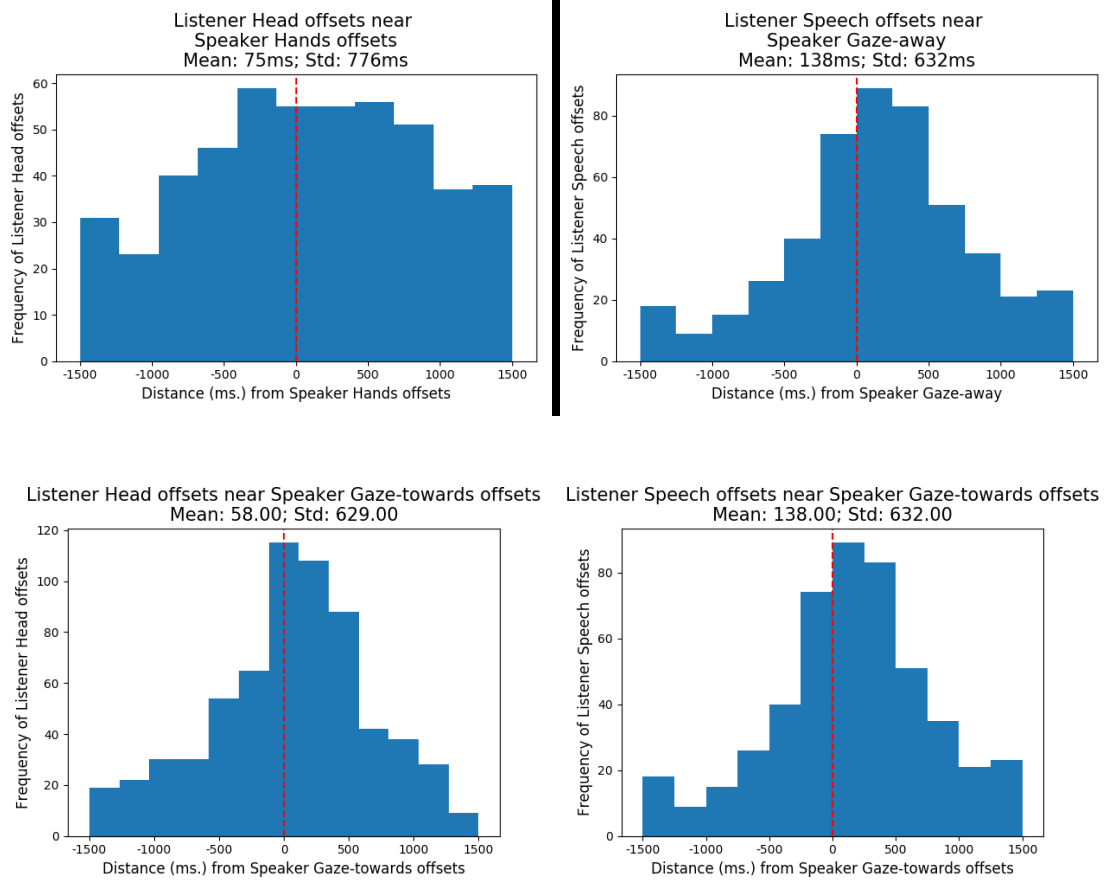 Listener Head offsets near
Speaker Hands offsets
Mean: 75ms; Std: 776ms
Frequency of Listener Head offsets
60
50
40
30
20
10
0
-1500
-1000
-500
0
500
1000
1500
Distance (ms.) from Speaker Hands offsets
Listener Speech offsets near
Speaker Gaze-away
Mean: 138ms; Std: 632ms
Frequency of Listener Speech offsets
80
60
40
20
0
-1500
-1000
-500
0
500
1000
1500
Distance (ms.) from Speaker Gaze-away
Listener Head offsets near Speaker Gaze-towards offsets
Mean: 58.00; Std: 629.00
Frequency of Listener Head offsets
120
100
80
60
40
20
0
-1500
-1000
-500
0
500
1000
1500
Distance (ms.) from Speaker Gaze-towards offsets
Listener Speech offsets near Speaker Gaze-towards offsets
Mean: 138.00; Std: 632.00
Frequency of Listener Speech offsets
80
60
40
20
0
-1500
-1000
-500
0
500
1000
1500
Distance (ms.) from Speaker Gaze-towards offsets